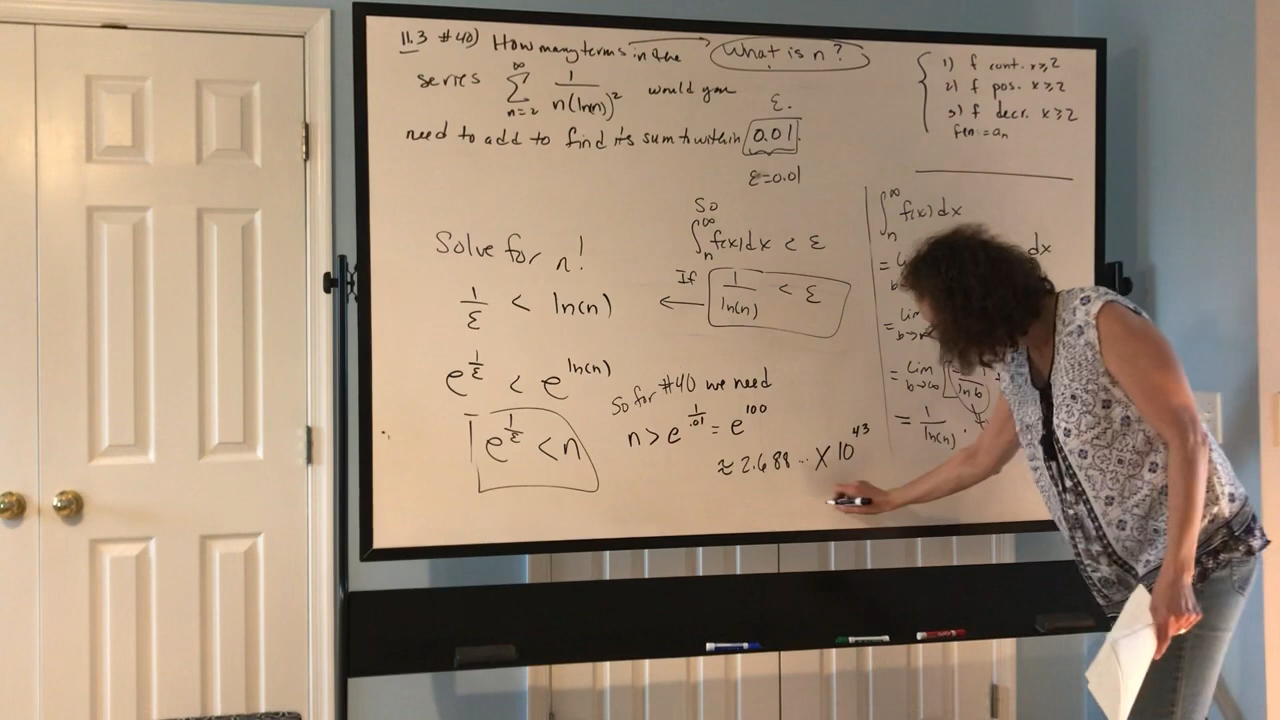 11.3 #40) How many terms in the What is n?
series ∞ Σ n=2 1/n(ln n)² would you
need to add to find its sum to within 0.01.
ε.
ε=0.01
1) f cont. x≥2
2) f pos. x≥2
3) f decr. x≥2
f(n)=aₙ
So
∫ₙ^∞ f(x)dx < ε
If 1/ln(n) < ε
Solve for n!
1/ε < ln(n)
e^(1/ε) < e^(ln(n))
e^(1/ε) < n
So for #40 we need
n > e^(1/.01) = e^100
≈ 2.688... X 10^43
∫ₙ^∞ f(x)dx
= dx
= lim
= lim b→∞ ln b
= 1/ln(n).